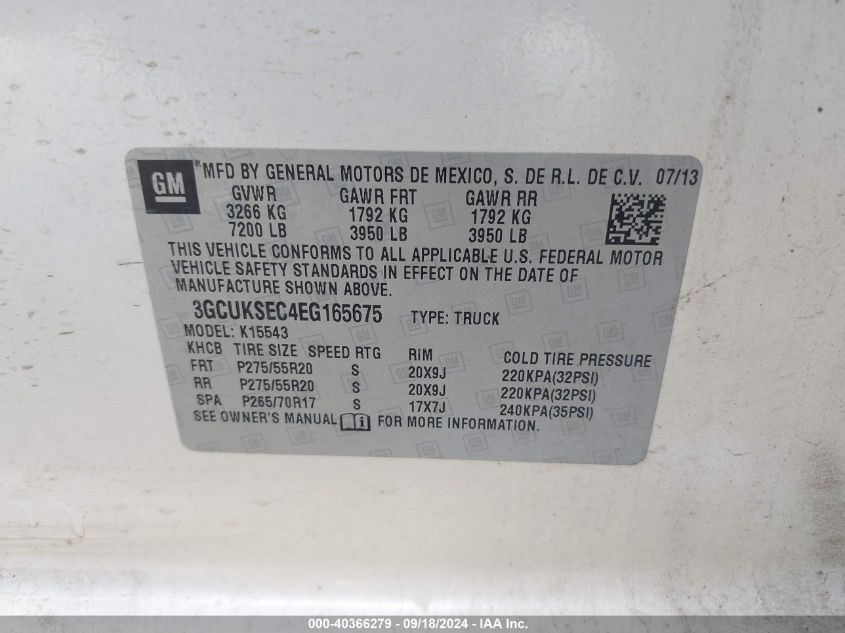 GM
®MFD BY GENERAL MOTORS DE MEXICO, S. DE R.L. DE C.V. 07/13
GVWR GAWR FRT GAWR RR
3266 KG 1792 KG 1792 KG
7200 LB 3950 LB 3950 LB
THIS VEHICLE CONFORMS TO ALL APPLICABLE U.S. FEDERAL MOTOR
VEHICLE SAFETY STANDARDS IN EFFECT ON THE DATE OF
MANUFACTURE SHOWN ABOVE.
3GCUKSEC4EG165675 TYPE: TRUCK
MODEL: K15543
KHCB TIRE SIZE SPEED RTG RIM COLD TIRE PRESSURE
FRT P275/55R20 S 20X9J 220KPA(32PSI)
RR P275/55R20 S 20X9J 220KPA(32PSI)
SPA P265/70R17 S 17X7J 240KPA(35PSI)
SEE OWNER'S MANUAL FOR MORE INFORMATION.
000-40366279 - 09/18/2024 - IAA Inc.